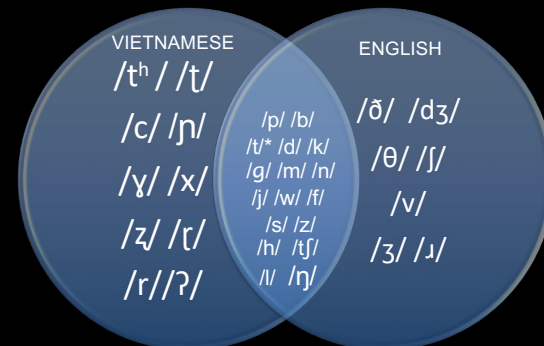 VIETNAMESE
/tʰ / /ʈ/
/c/ /ɲ/
/ɣ/ /x/
/ʐ/ /ɽ/
/r//ʔ/
/p/ /b/
/t/* /d/ /k/
/g/ /m/ /n/
/j/ /w/ /f/
/s/ /z/
/h/ /tʃ/
/l/ /ŋ/
ENGLISH
/ð/ /dʒ/
/θ/ /ʃ/
/v/
/ʒ/ /ɹ/